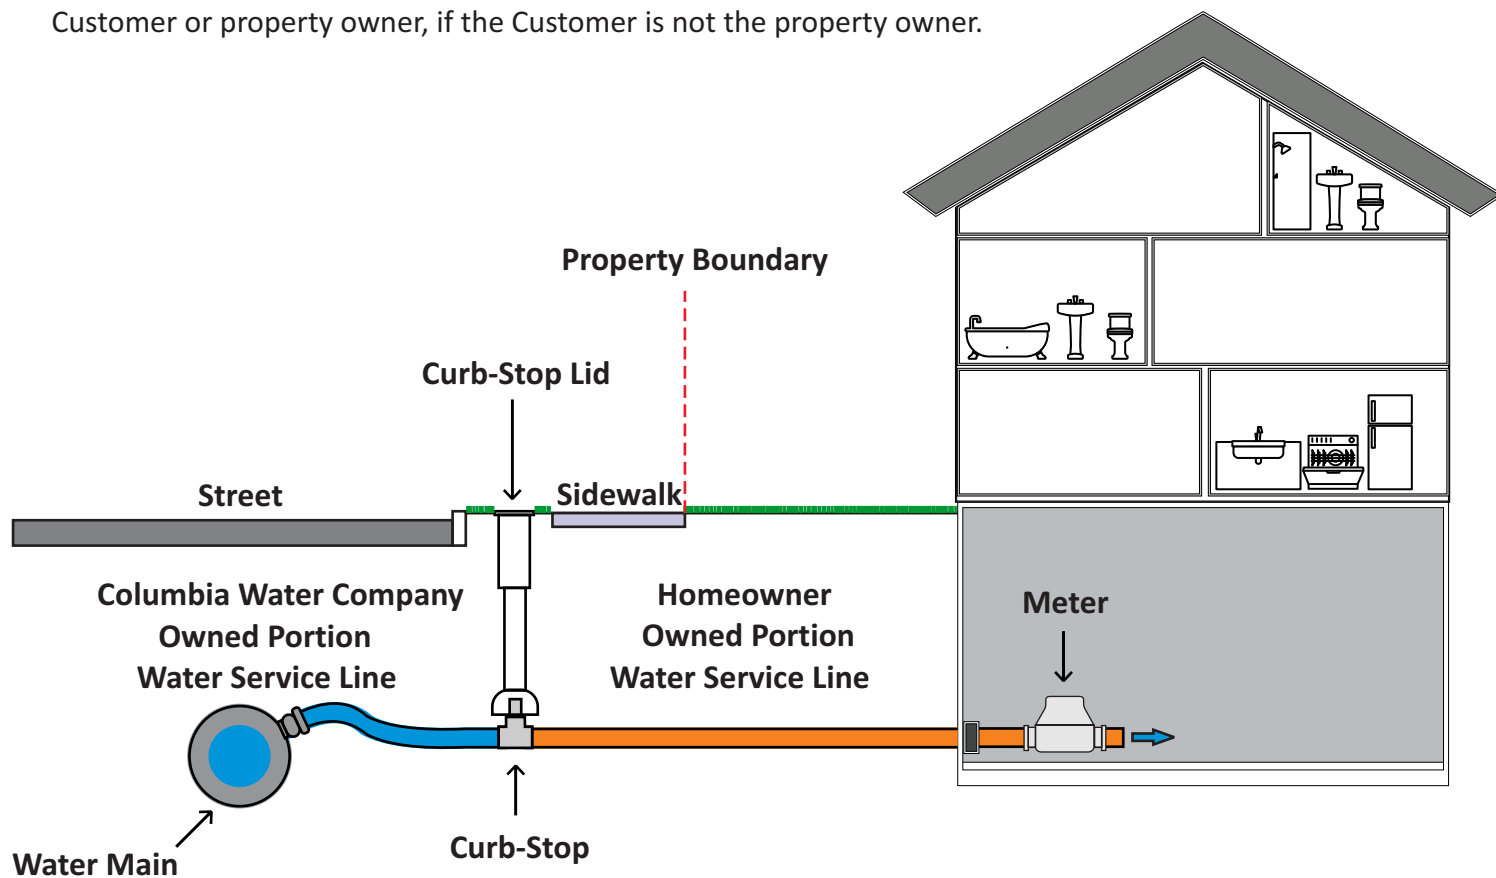 Customer or property owner, if the Customer is not the property owner.
Property Boundary
Curb-Stop Lid
Street
Sidewalk
Columbia Water Company
Owned Portion
Water Service Line
Homeowner
Owned Portion
Water Service Line
Meter
Curb-Stop
Water Main